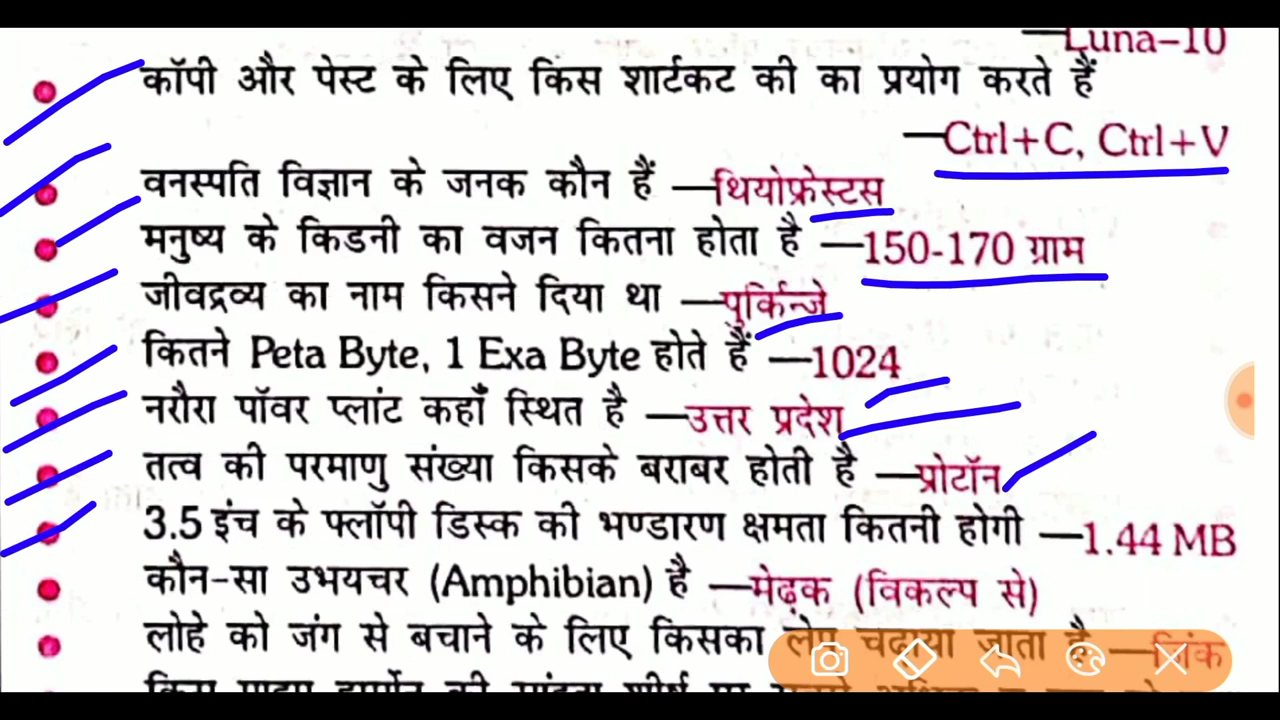 —Luna-10
कॉपी और पेस्ट के लिए किस शार्टकट की का प्रयोग करते हैं
—Ctrl+C, Ctrl+V
वनस्पति विज्ञान के जनक कौन हैं —थियोफ्रेस्टस
मनुष्य के किडनी का वजन कितना होता है —150-170 ग्राम
जीवद्रव्य का नाम किसने दिया था —पुर्किन्जे
कितने Peta Byte, 1 Exa Byte होते हैं —1024
नरौरा पॉवर प्लांट कहाँ स्थित है —उत्तर प्रदेश
तत्व की परमाणु संख्या किसके बराबर होती है —प्रोटॉन
3.5 इंच के फ्लॉपी डिस्क की भण्डारण क्षमता कितनी होगी —1.44 MB
कौन-सा उभयचर (Amphibian) है —मेढ़क (विकल्प से)
लोहे को जंग से बचाने के लिए किसका लेप चढ़ाया जाता है —जिंक